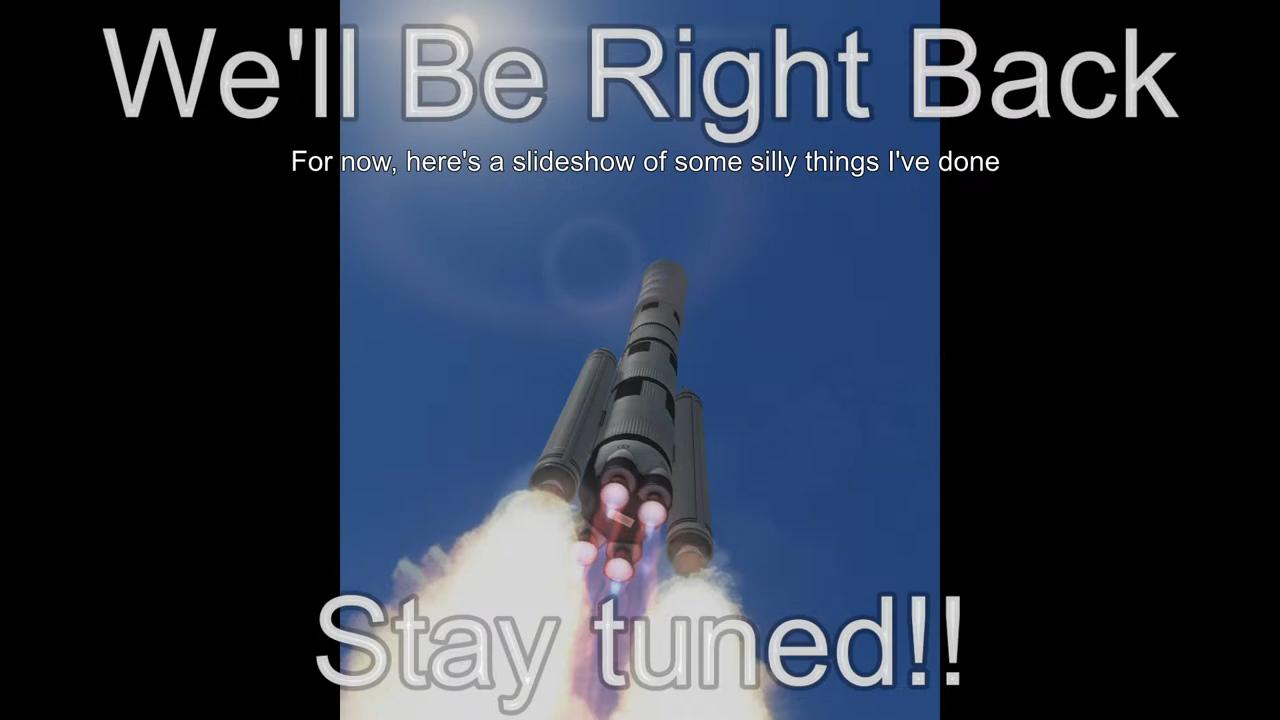 We'll Be Right Back
For now, here's a slideshow of some silly things I've done
Stay tuned!!